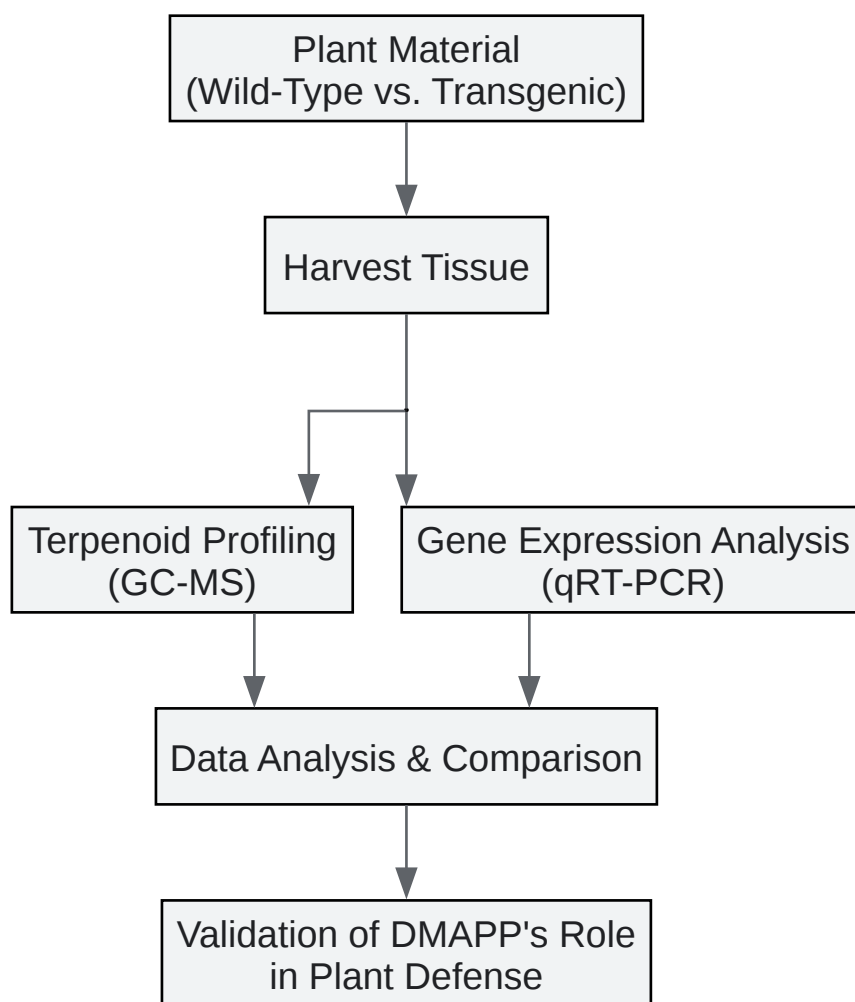 Plant Material
(Wild-Type vs. Transgenic)
Harvest Tissue
Terpenoid Profiling
(GC-MS)
Gene Expression Analysis
(qRT-PCR)
Data Analysis & Comparison
Validation of DMAPP's Role
in Plant Defense